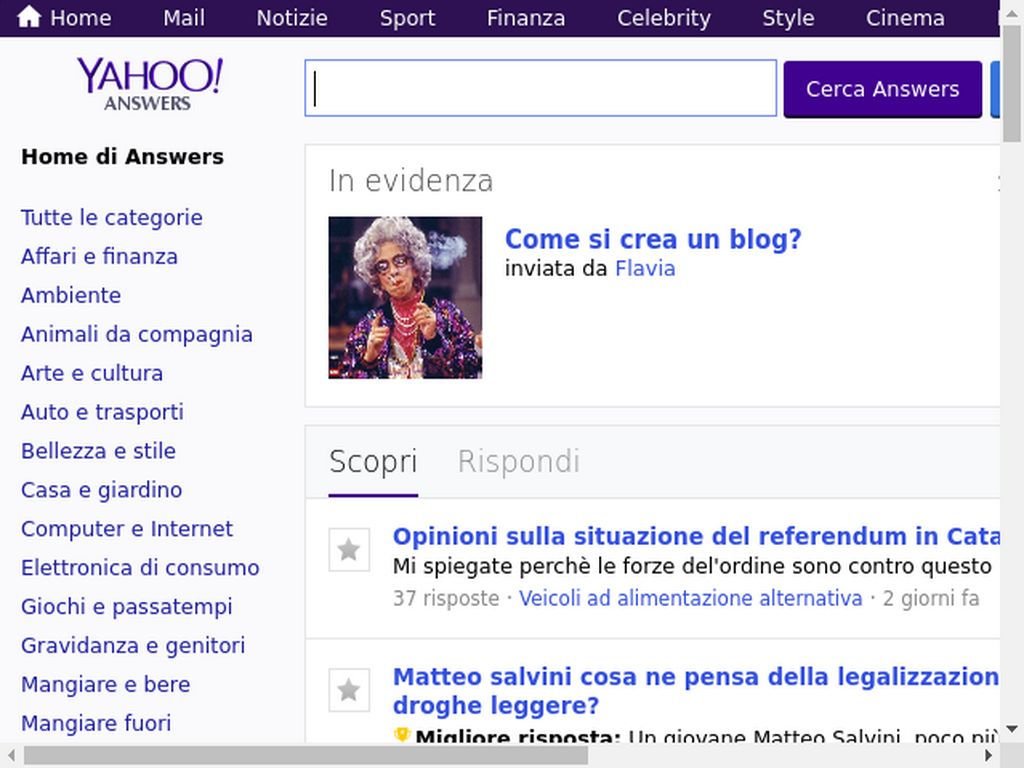 Home Mail Notizie Sport Finanza Celebrity Style Cinema
YAHOO!
ANSWERS
Cerca Answers
Home di Answers
Tutte le categorie
Affari e finanza
Ambiente
Animali da compagnia
Arte e cultura
Auto e trasporti
Bellezza e stile
Casa e giardino
Computer e Internet
Elettronica di consumo
Giochi e passatempi
Gravidanza e genitori
Mangiare e bere
Mangiare fuori
In evidenza
Come si crea un blog?
inviata da Flavia
Scopri Rispondi
Opinioni sulla situazione del referendum in Cata
Mi spiegate perchè le forze del'ordine sono contro questo
37 risposte · Veicoli ad alimentazione alternativa · 2 giorni fa
Matteo salvini cosa ne pensa della legalizzazion
droghe leggere?
Migliore risposta: Un giovane Matteo Salvini, poco più